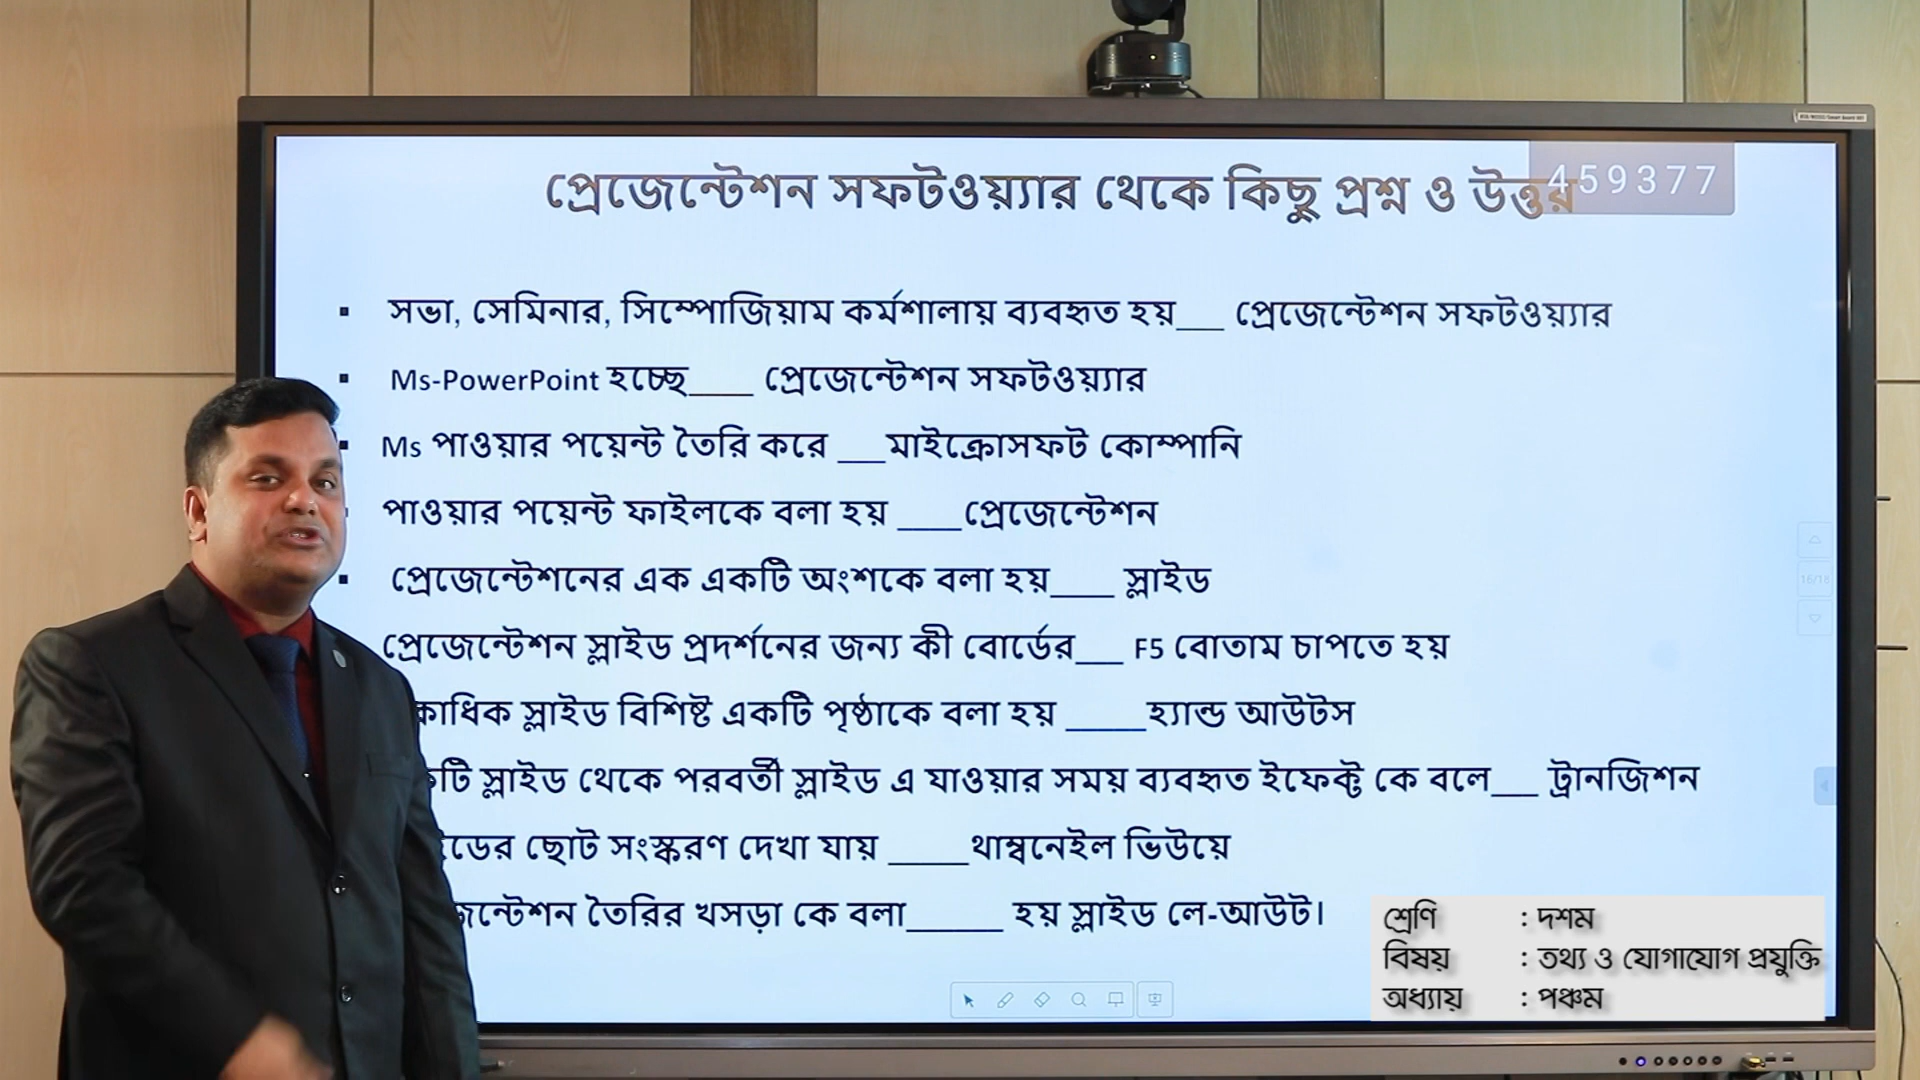 প্রেজেন্টেশন সফটওয়্যার থেকে কিছু প্রশ্ন ও উত্তর
459377
▪ সভা, সেমিনার, সিম্পোজিয়াম কর্মশালায় ব্যবহৃত হয়___ প্রেজেন্টেশন সফটওয়্যার
▪ Ms-PowerPoint হচ্ছে____ প্রেজেন্টেশন সফটওয়্যার
▪ Ms পাওয়ার পয়েন্ট তৈরি করে ___মাইক্রোসফট কোম্পানি
▪ পাওয়ার পয়েন্ট ফাইলকে বলা হয় ____প্রেজেন্টেশন
▪ প্রেজেন্টেশনের এক একটি অংশকে বলা হয়____ স্লাইড
প্রেজেন্টেশন স্লাইড প্রদর্শনের জন্য কী বোর্ডের___ F5 বোতাম চাপতে হয়
স্লাইড বিশিষ্ট একটি পৃষ্ঠাকে বলা হয় _____হ্যান্ড আউটস
স্লাইড থেকে পরবর্তী স্লাইড এ যাওয়ার সময় ব্যবহৃত ইফেক্ট কে বলে___ ট্রানজিশন
ছোট সংস্করণ দেখা যায় _____থাম্বনেইল ভিউয়ে
তৈরির খসড়া কে বলা______ হয় স্লাইড লে-আউট।
16/18
শ্রেণি : দশম
বিষয় : তথ্য ও যোগাযোগ প্রযুক্তি
অধ্যায় : পঞ্চম